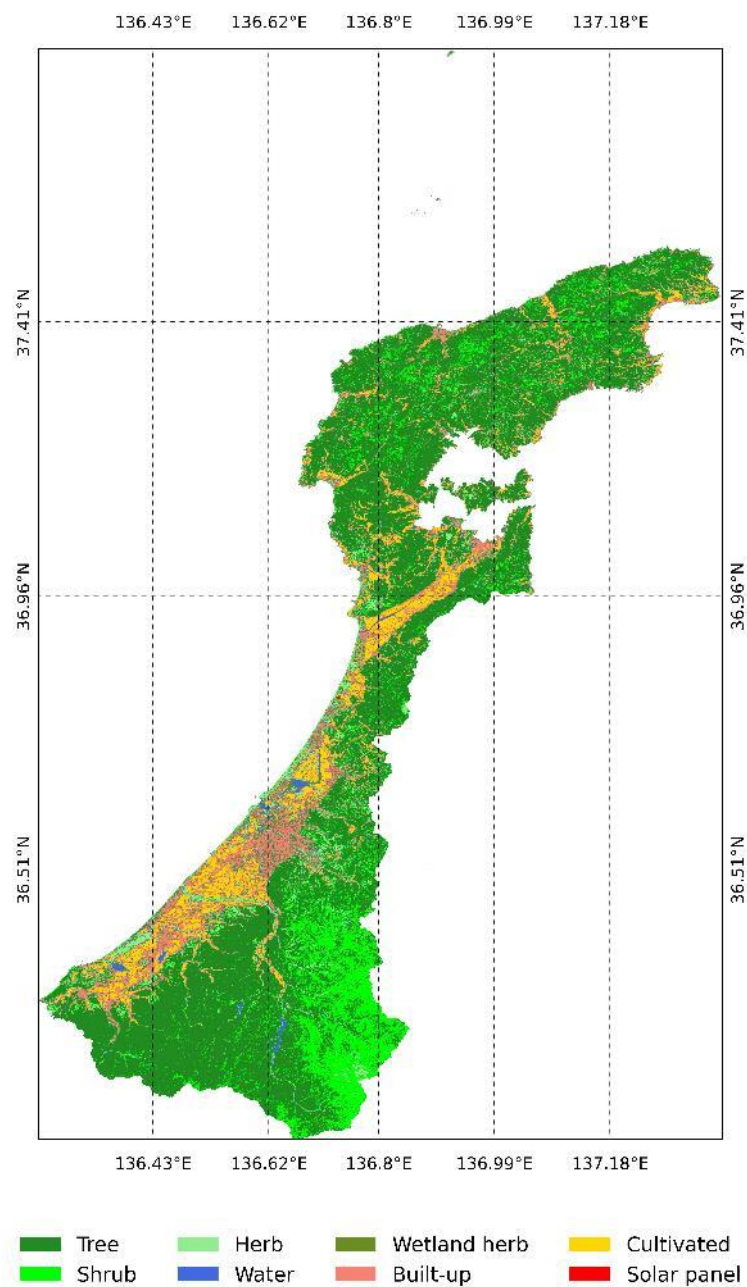 136.43°E 136.62°E 136.8°E 136.99°E 137.18°E
37.41°N 37.41°N
36.96°N 36.96°N
36.51°N 36.51°N
136.43°E 136.62°E 136.8°E 136.99°E 137.18°E
Tree Herb Wetland herb Cultivated
Shrub Water Built-up Solar panel